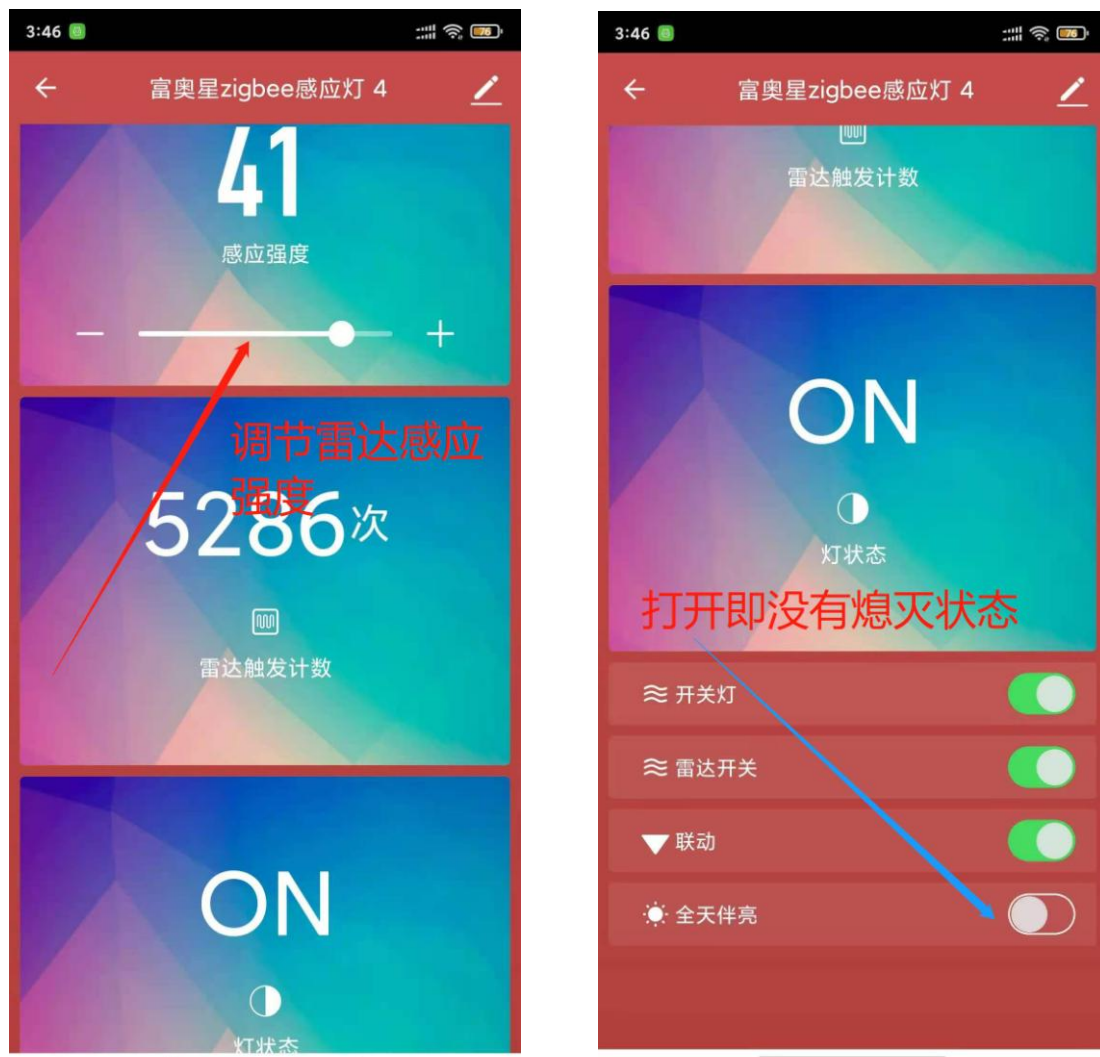 3:46
76
富奥星zigbee感应灯 4
41
感应强度
调节雷达感应
强度
5286次
雷达触发计数
ON
灯状态
3:46
76
富奥星zigbee感应灯 4
雷达触发计数
ON
灯状态
打开即没有熄灭状态
开关灯
雷达开关
联动
全天伴亮